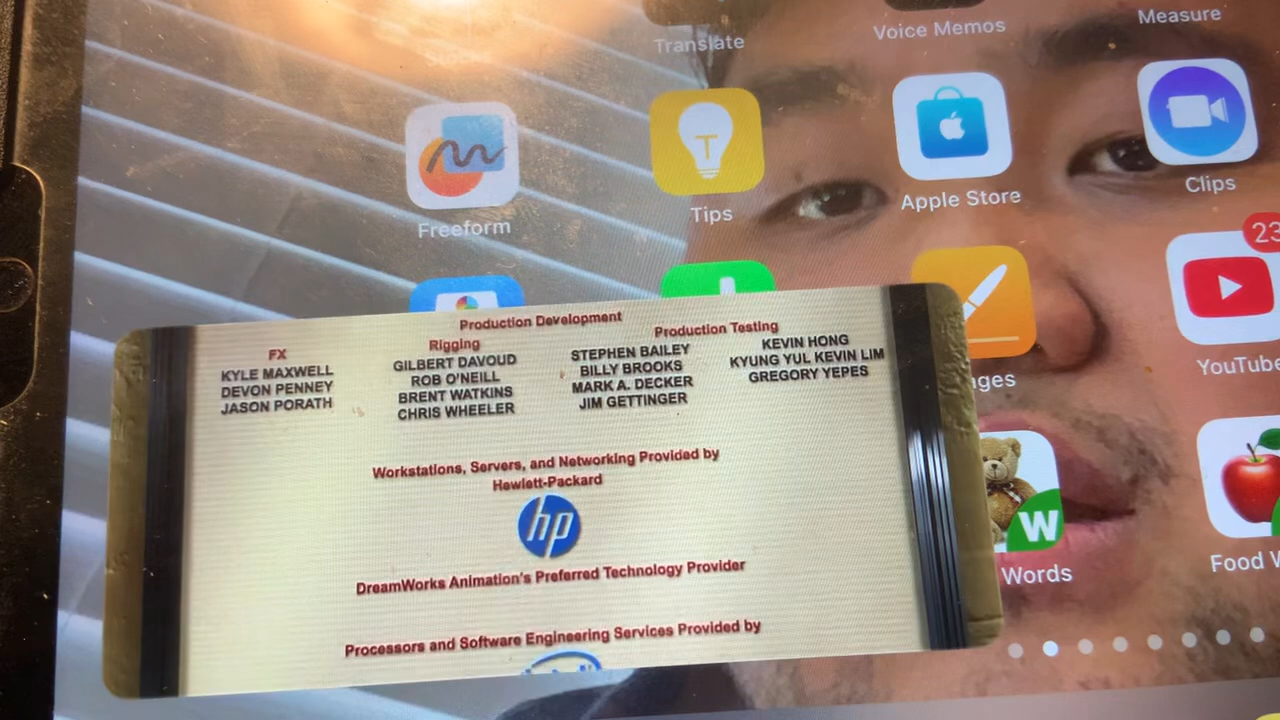 Translate
Voice Memos
Measure
Freeform
T
Tips
Apple Store
Clips
23
YouTube
Production Development
Production Testing
FX
KYLE MAXWELL
DEVON PENNEY
JASON PORATH
Rigging
GILBERT DAVOUD
ROB O'NEILL
BRENT WATKINS
CHRIS WHEELER
STEPHEN BAILEY
BILLY BROOKS
MARK A. DECKER
JIM GETTINGER
KEVIN HONG
KYUNG YUL KEVIN LIM
GREGORY YEPES
Workstations, Servers, and Networking Provided by
Hewlett-Packard
hp
DreamWorks Animation's Preferred Technology Provider
Processors and Software Engineering Services Provided by
W
Words
Food W